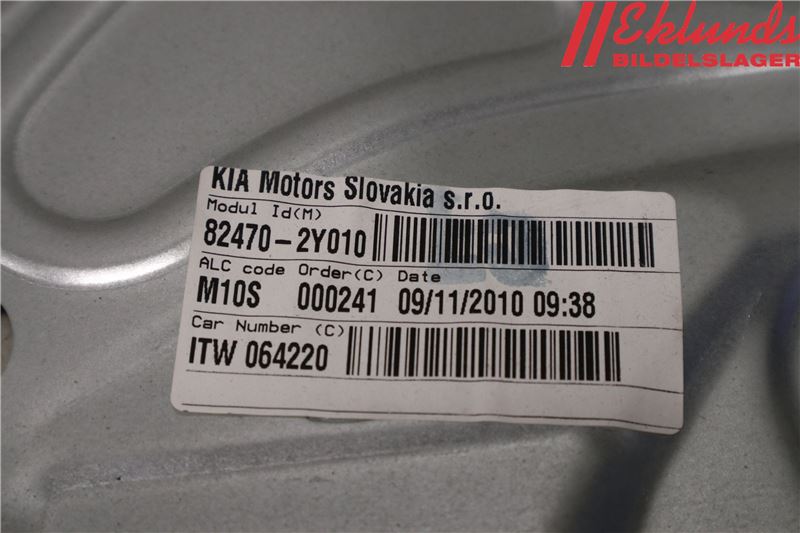 Eklunds
BILDELSLAGER
KIA Motors Slovakia s.r.o.
Modul Id(M)
82470-2Y010
ALC code Order(C) Date
M10S 000241 09/11/2010 09:38
Car Number (C)
ITW 064220